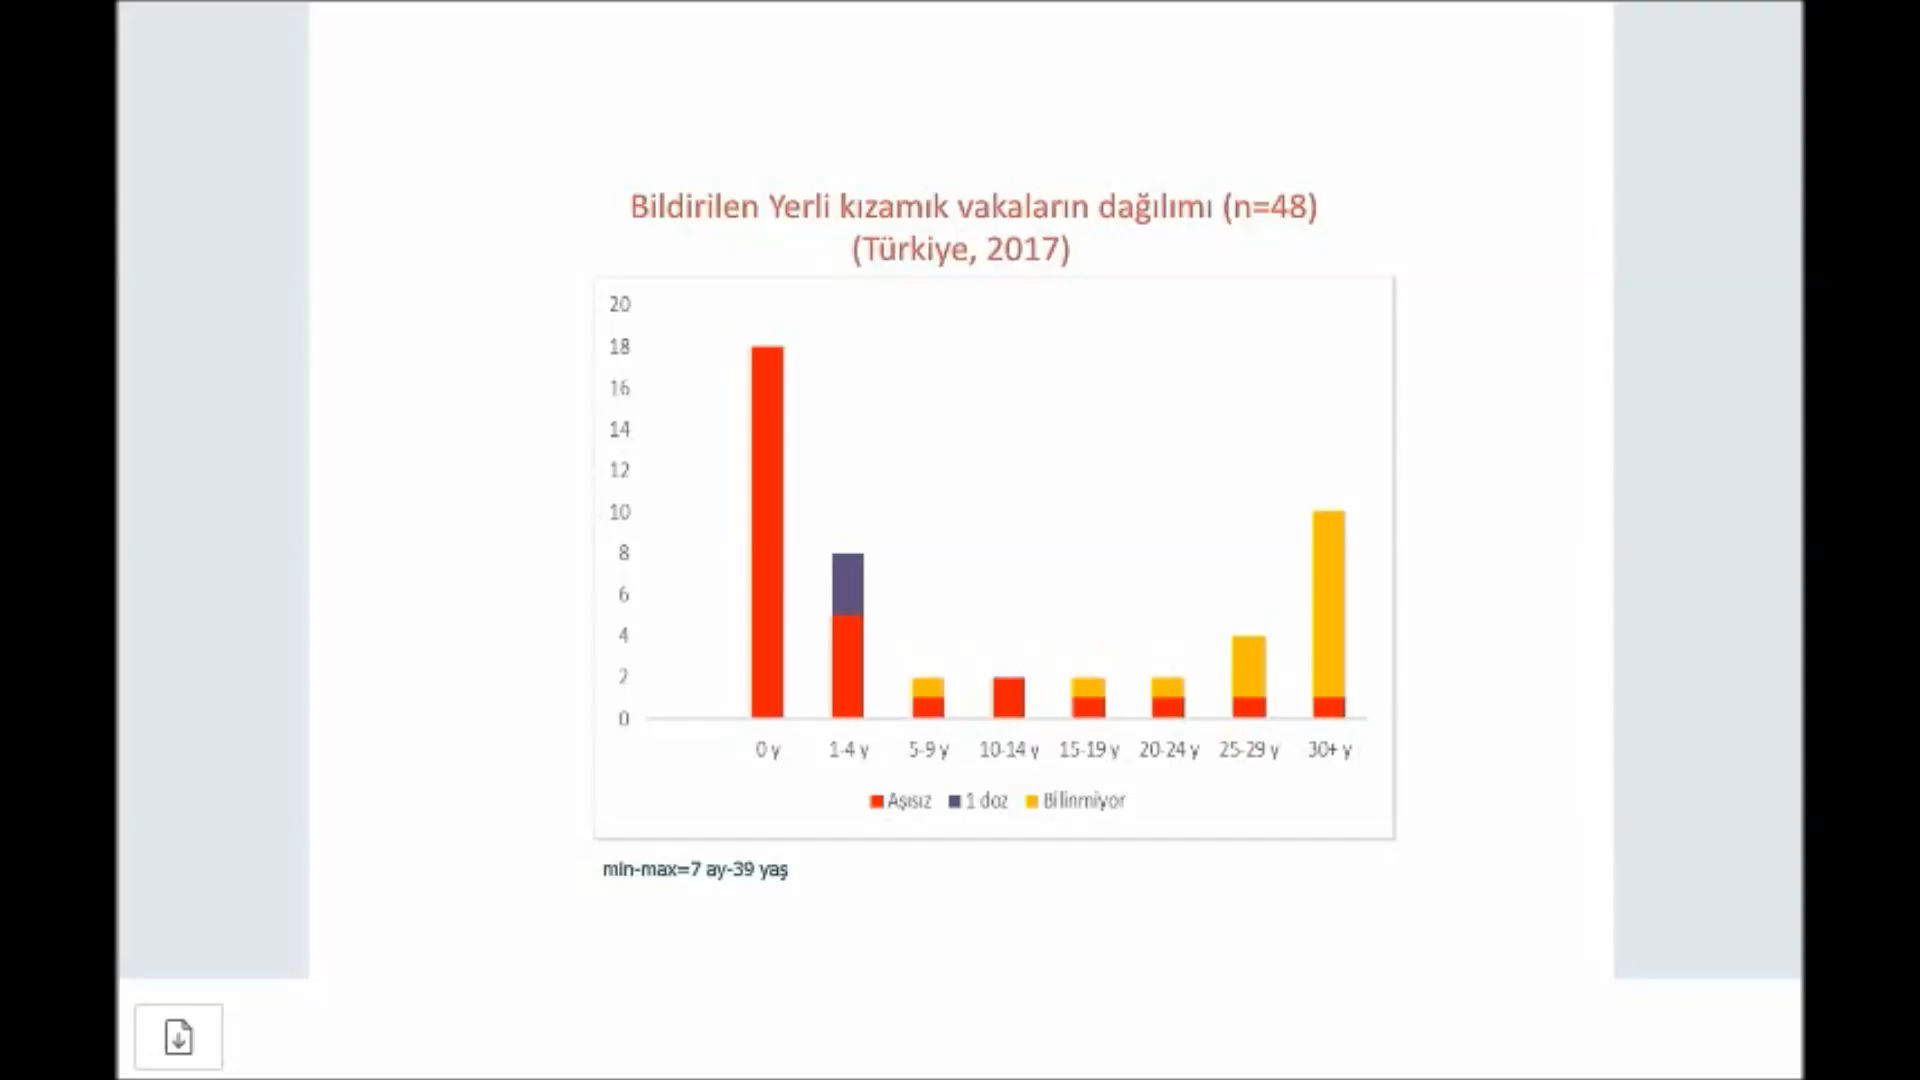 Bildirilen Yerli kızamık vakaların dağılımı (n=48)
(Türkiye, 2017)
20
18
16
14
12
10
8
6
4
2
0
0 y 1-4 y 5-9 y 10-14 y 15-19 y 20-24 y 25-29 y 30+ y
Aşısız 1 doz Bilinmiyor
min-max=7 ay-39 yaş